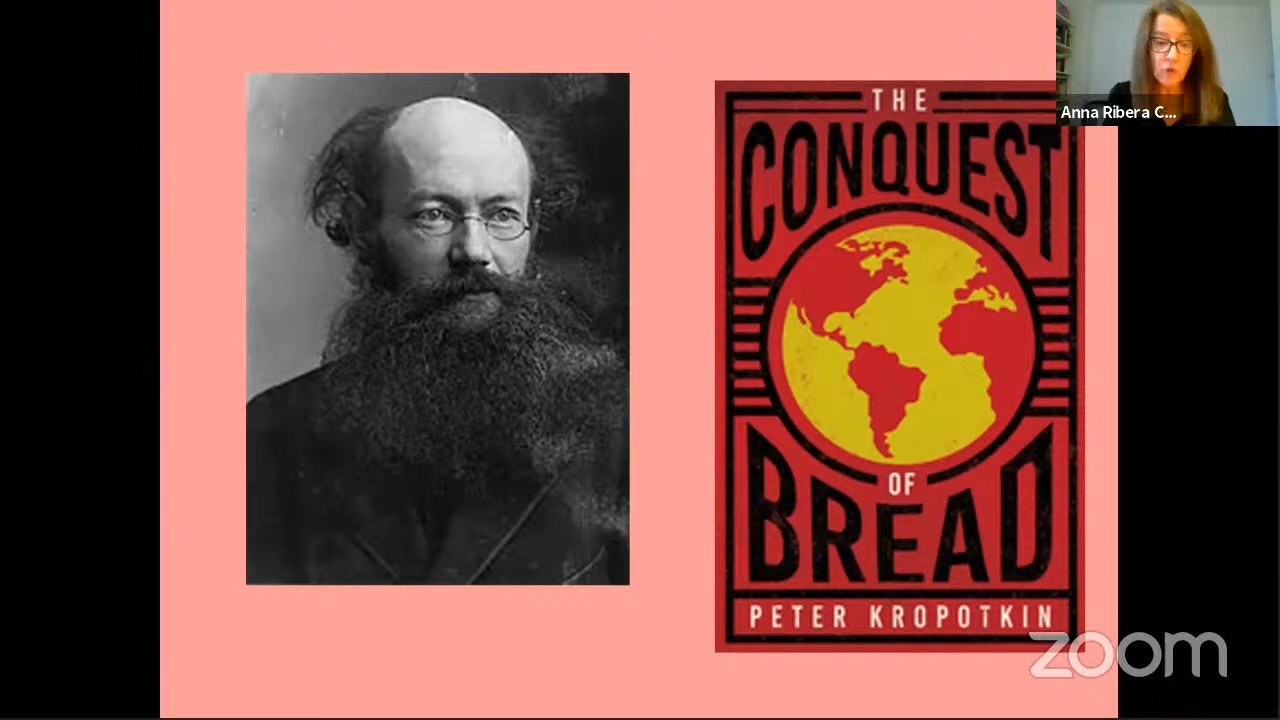 THE
CONQUEST
OF
BREAD
PETER KROPOTKIN
Anna Ribera C...
zoom